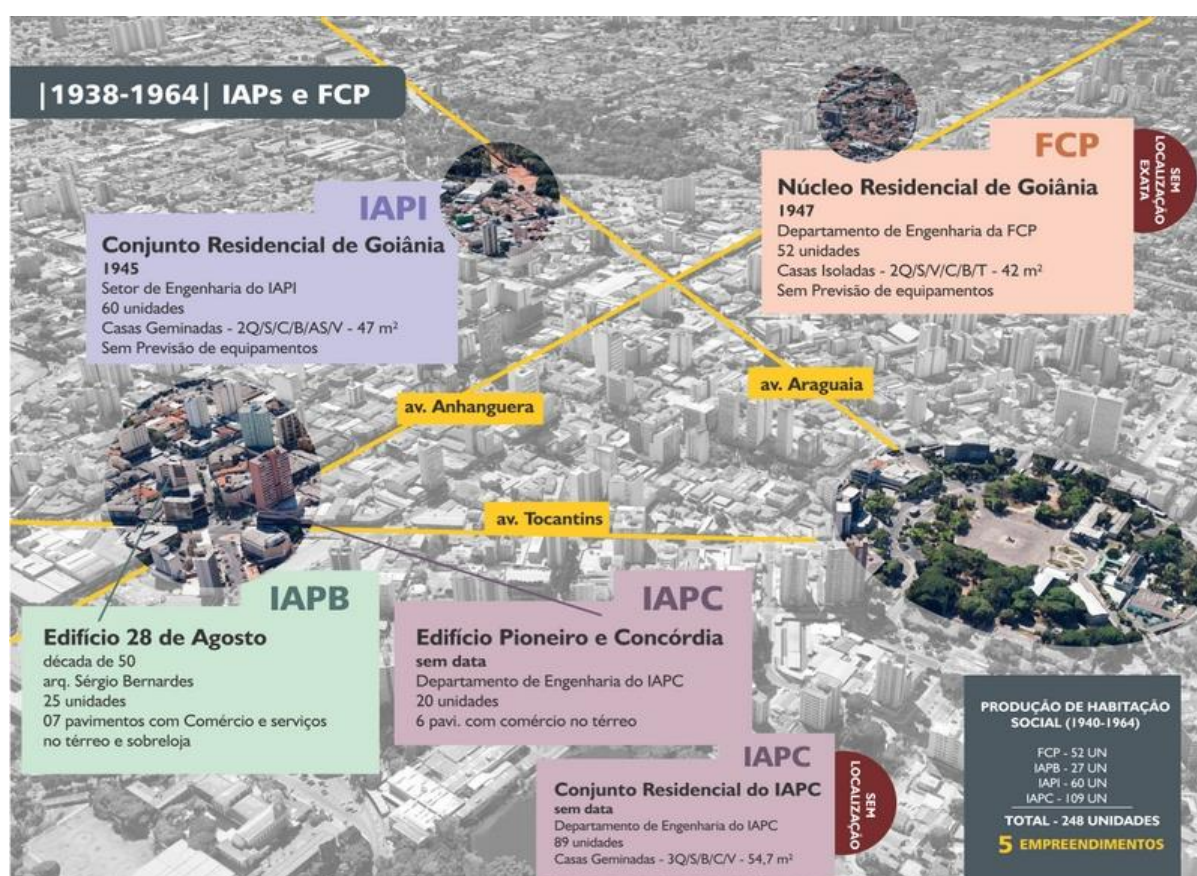 |1938-1964| IAPs e FCP
IAPI
Conjunto Residencial de Goiânia
1945
Setor de Engenharia do IAPI
60 unidades
Casas Geminadas - 2Q/S/C/B/AS/V - 47 m²
Sem Previsão de equipamentos
FCP
Núcleo Residencial de Goiânia
1947
Departamento de Engenharia da FCP
52 unidades
Casas Isoladas - 2Q/S/V/C/B/T - 42 m²
Sem Previsão de equipamentos
SEM
LOCALIZAÇÃO
EXATA
av. Anhanguera
av. Araguaia
av. Tocantins
IAPB
Edifício 28 de Agosto
década de 50
arq. Sérgio Bernardes
25 unidades
07 pavimentos com Comércio e serviços
no térreo e sobreloja
IAPC
Edifício Pioneiro e Concórdia
sem data
Departamento de Engenharia do IAPC
20 unidades
6 pavi. com comércio no térreo
IAPC
Conjunto Residencial do IAPC
sem data
Departamento de Engenharia do IAPC
89 unidades
Casas Geminadas - 3Q/S/B/C/V - 54,7 m²
SEM
LOCALIZAÇÃO
PRODUÇÃO DE HABITAÇÃO
SOCIAL (1940-1964)
FCP - 52 UN
IAPB - 27 UN
IAPI - 60 UN
IAPC - 109 UN
TOTAL - 248 UNIDADES
5 EMPREENDIMENTOS